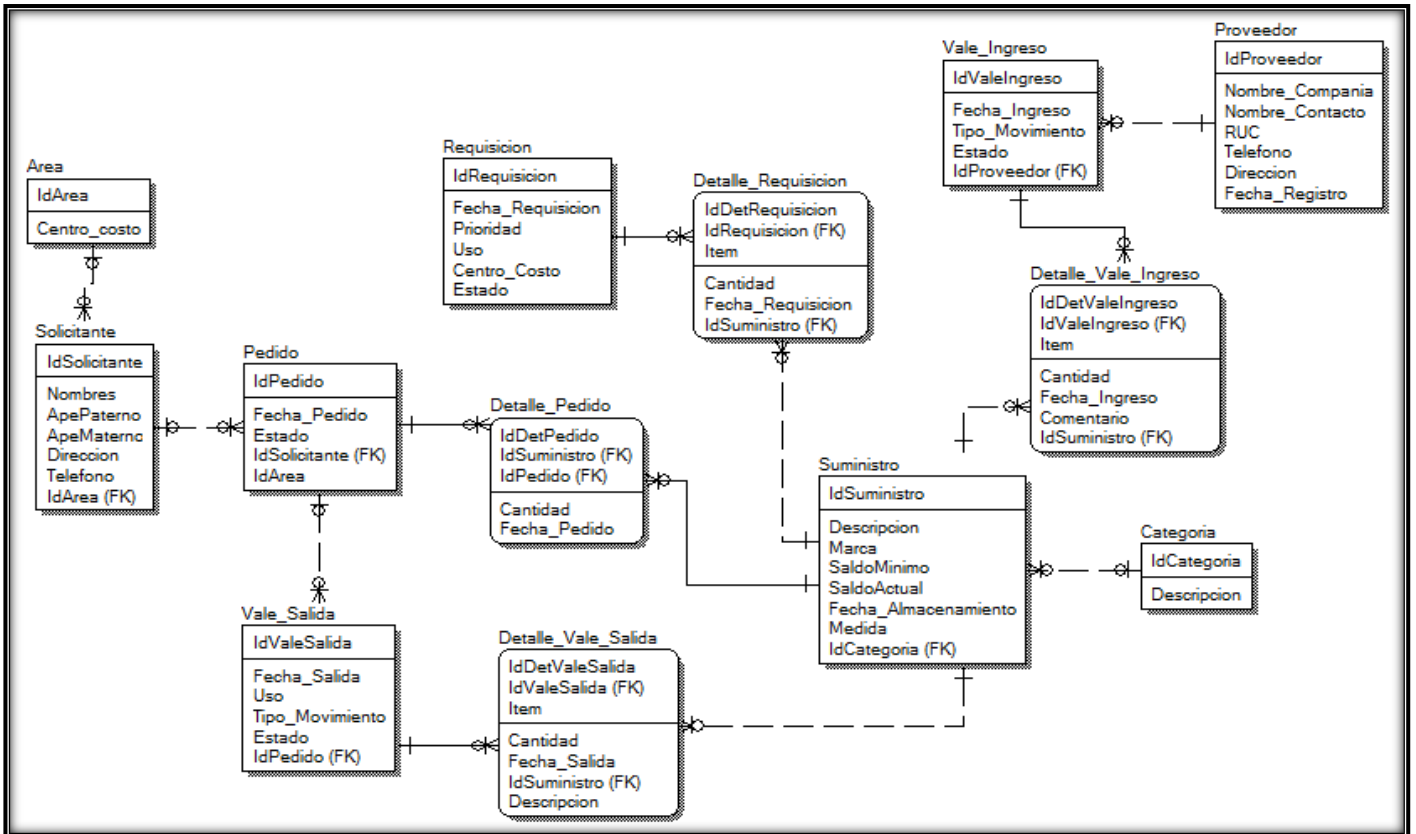 Proveedor
IdProveedor
Nombre_Compania
Nombre_Contacto
RUC
Telefono
Direccion
Fecha_Registro
Vale_Ingreso
IdValeIngreso
Fecha_Ingreso
Tipo_Movimiento
Estado
IdProveedor (FK)
Requisicion
IdRequisicion
Fecha_Requisicion
Prioridad
Uso
Centro_Costo
Estado
Area
IdArea
Centro_costo
Detalle_Requisicion
IdDetRequisicion
IdRequisicion (FK)
Item
Cantidad
Fecha_Requisicion
IdSuministro (FK)
Detalle_Vale_Ingreso
IdDetValeIngreso
IdValeIngreso (FK)
Item
Cantidad
Fecha_Ingreso
Comentario
IdSuministro (FK)
Solicitante
IdSolicitante
Nombres
ApePaterno
ApeMaterno
Direccion
Telefono
IdArea (FK)
Pedido
IdPedido
Fecha_Pedido
Estado
IdSolicitante (FK)
IdArea
Detalle_Pedido
IdDetPedido
IdSuministro (FK)
IdPedido (FK)
Cantidad
Fecha_Pedido
Suministro
IdSuministro
Descripcion
Marca
SaldoMinimo
SaldoActual
Fecha_Almacenamiento
Medida
IdCategoria (FK)
Categoria
IdCategoria
Descripcion
Vale_Salida
IdValeSalida
Fecha_Salida
Uso
Tipo_Movimiento
Estado
IdPedido (FK)
Detalle_Vale_Salida
IdDetValeSalida
IdValeSalida (FK)
Item
Cantidad
Fecha_Salida
IdSuministro (FK)
Descripcion